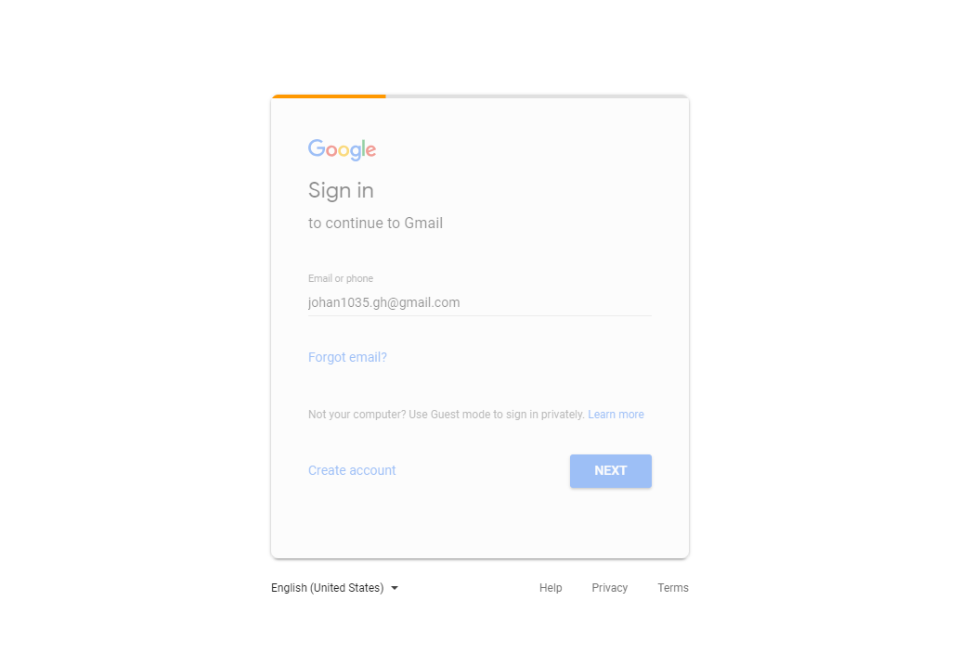 Google
Sign in
to continue to Gmail
Email or phone
johan1035.gh@gmail.com
Forgot email?
Not your computer? Use Guest mode to sign in privately. Learn more
Create account NEXT
English (United States) Help Privacy Terms